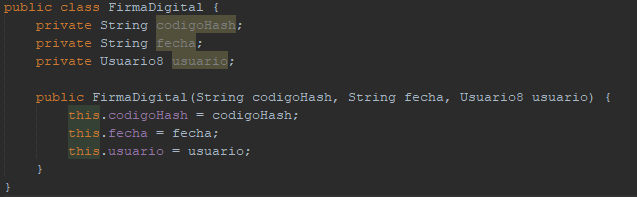 public class FirmaDigital {
    private String codigoHash;
    private String fecha;
    private Usuario8 usuario;

    public FirmaDigital(String codigoHash, String fecha, Usuario8 usuario) {
        this.codigoHash = codigoHash;
        this.fecha = fecha;
        this.usuario = usuario;
    }
}